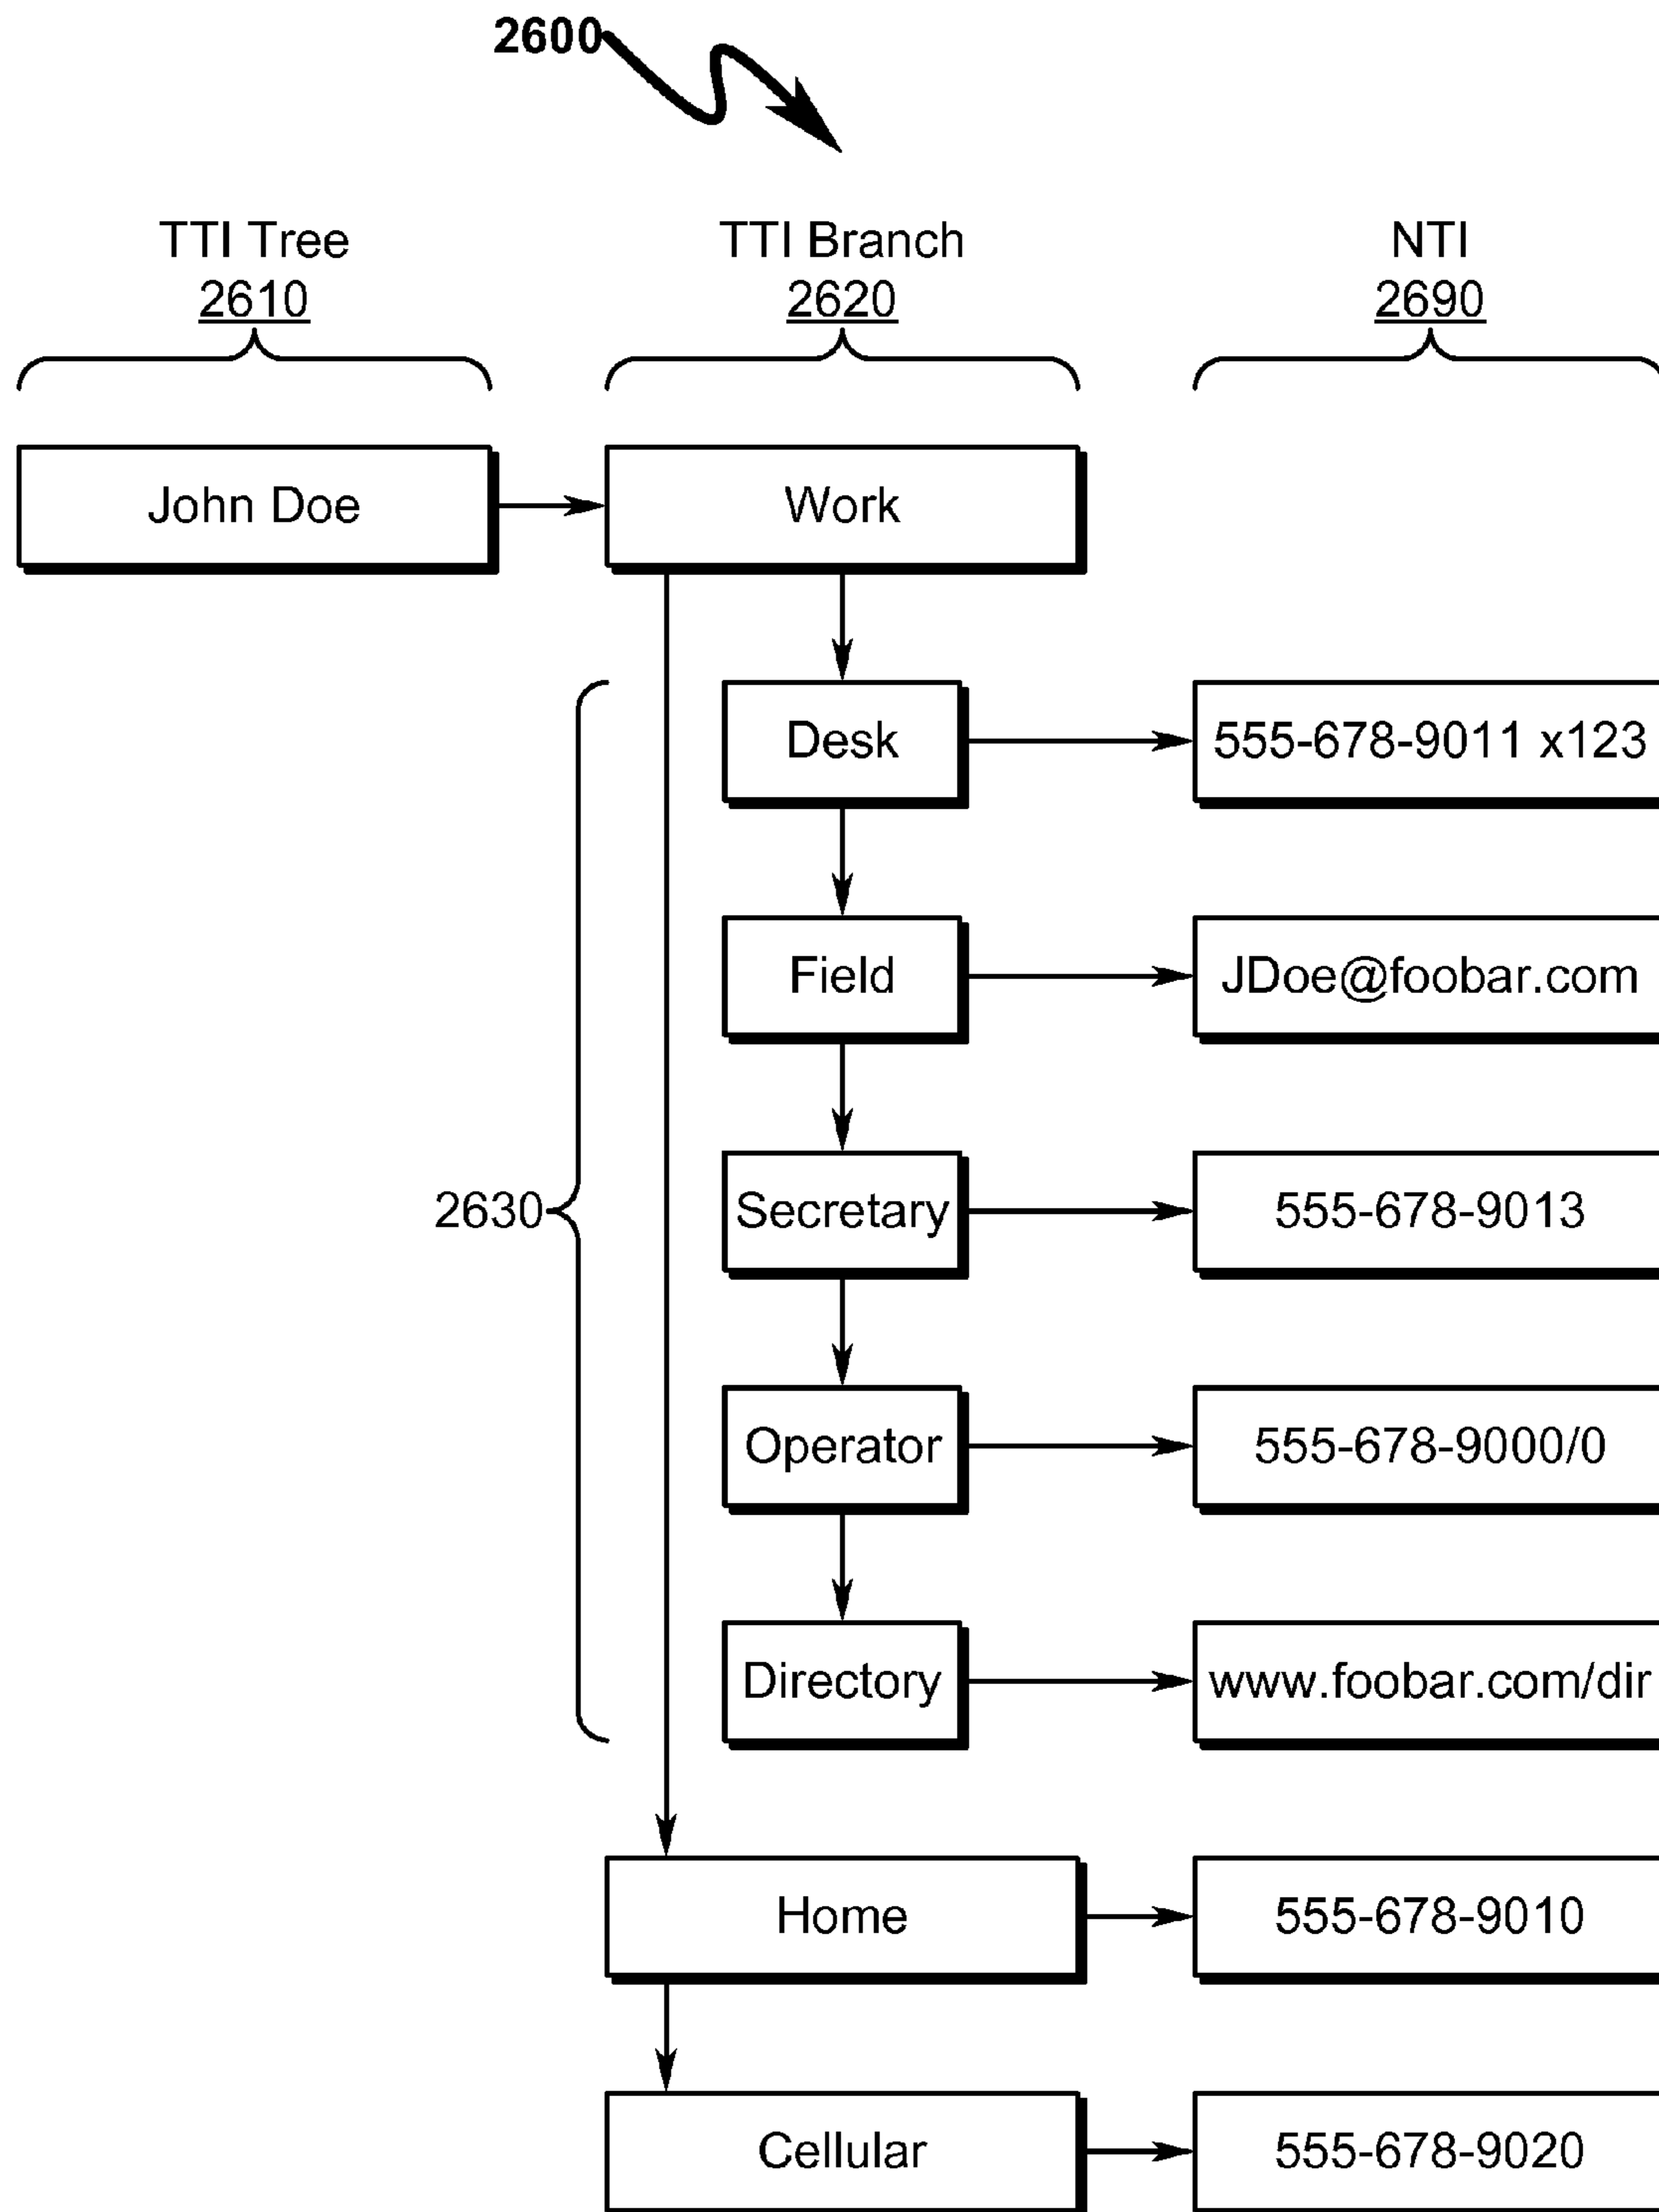 2600
TTI Tree
2610
TTI Branch
2620
NTI
2690
John Doe
Work
Desk
555-678-9011 x123
Field
JDoe@foobar.com
2630
Secretary
555-678-9013
Operator
555-678-9000/0
Directory
www.foobar.com/dir
Home
555-678-9010
Cellular
555-678-9020